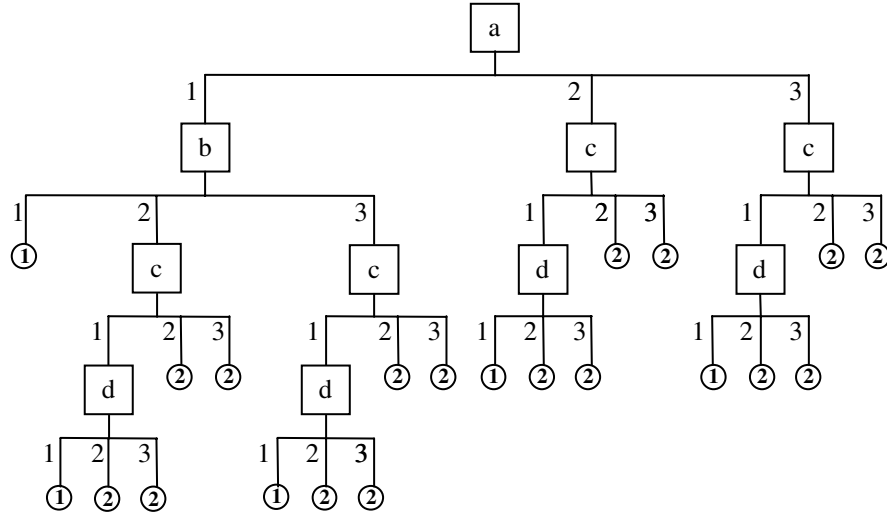 a
1 2 3
b c c
1 2 3 1 2 3 1 2 3
1 c c d 2 2 d 2 2
1 2 3 1 2 3 1 2 3 1 2 3
d 2 2 d 2 2 1 2 2 1 2 2
1 2 3 1 2 3
1 2 2 1 2 2